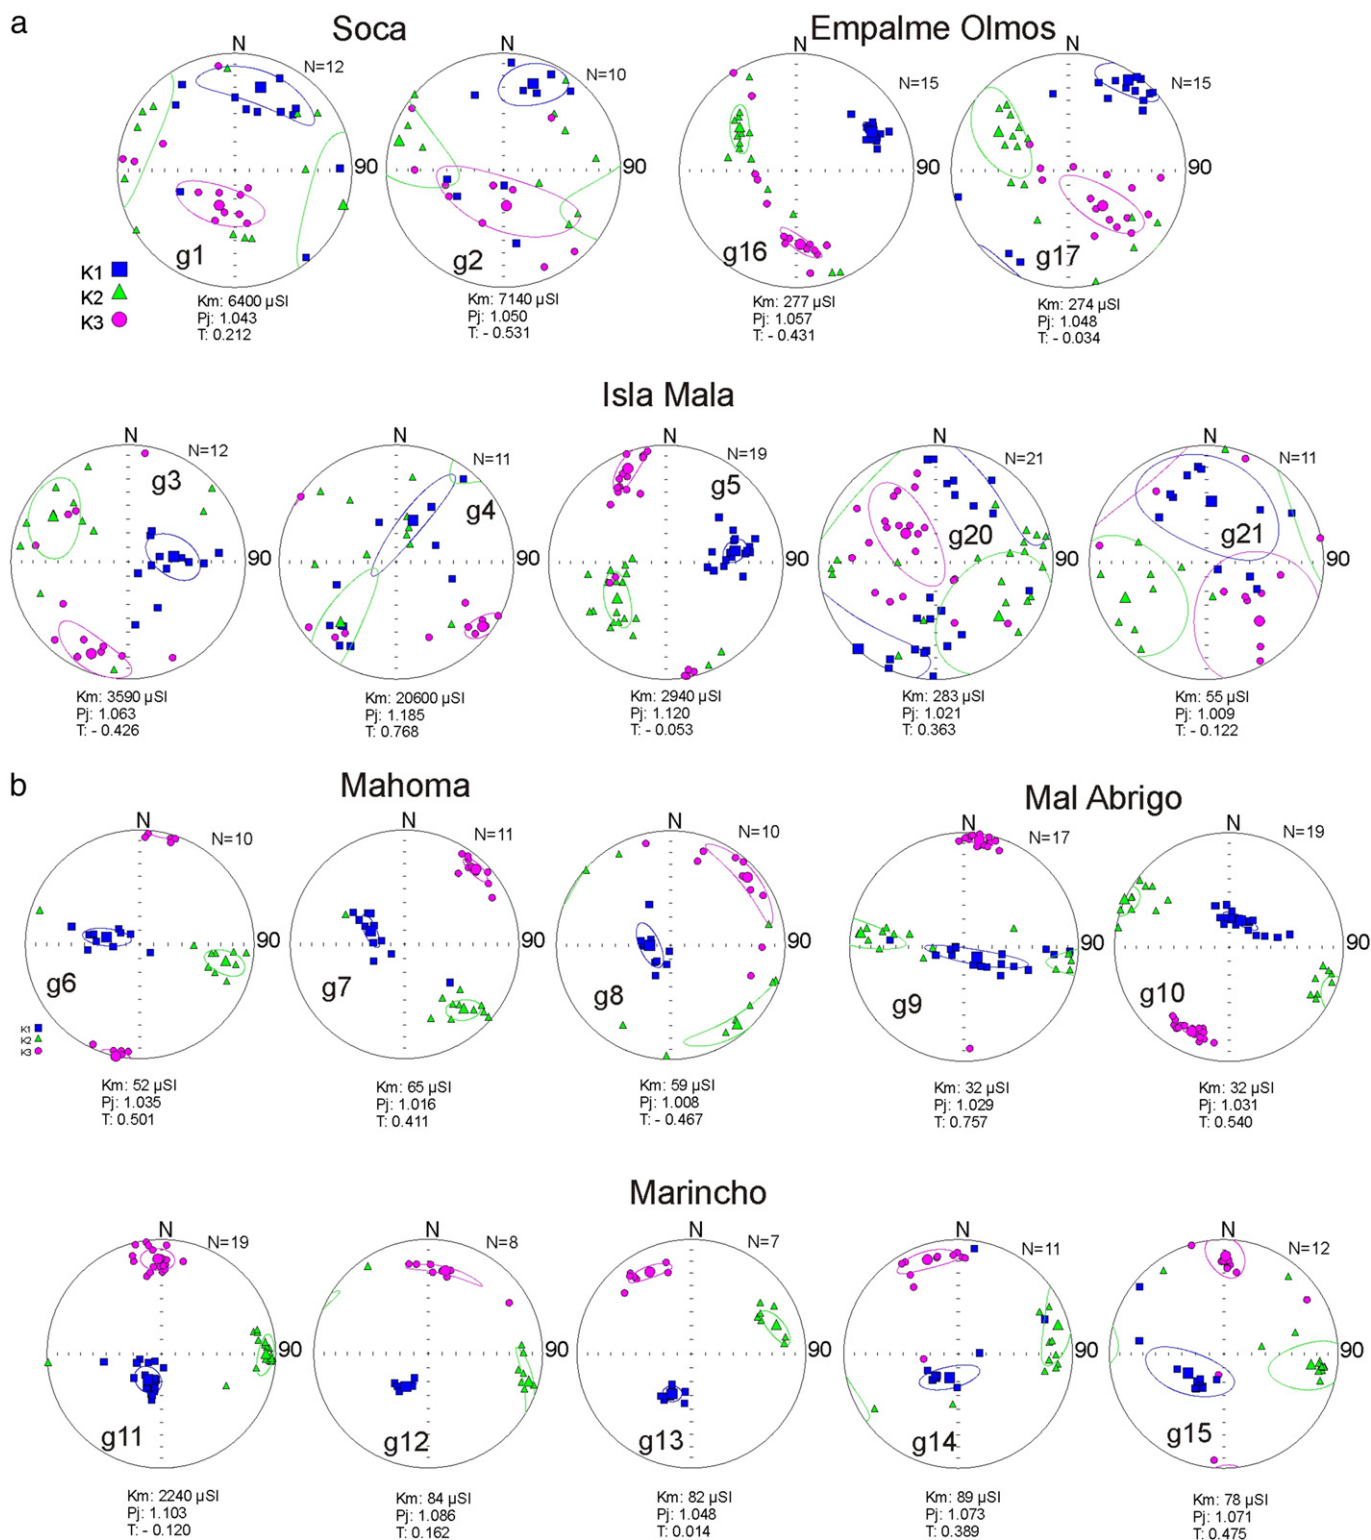 a
Soca
Empalme Olmos
N
N=12
90
g1
Km: 6400 µSI
Pj: 1.043
T: 0.212
N
N=10
90
g2
Km: 7140 µSI
Pj: 1.050
T: - 0.531
N
N=15
90
g16
Km: 277 µSI
Pj: 1.057
T: -0.431
N
N=15
90
g17
Km: 274 µSI
Pj: 1.048
T: - 0.034
K1
K2
K3
Isla Mala
N
N=12
90
g3
Km: 3590 µSI
Pj: 1.063
T: - 0.426
N
N=11
90
g4
Km: 20600 µSI
Pj: 1.185
T: 0.768
N
N=19
90
g5
Km: 2940 µSI
Pj: 1.120
T: - 0.053
N
N=21
90
g20
Km: 283 µSI
Pj: 1.021
T: 0.363
N
N=11
90
g21
Km: 55 µSI
Pj: 1.009
T: - 0.122
b
Mahoma
Mal Abrigo
N
N=10
90
g6
K1
K2
K3
Km: 52 µSI
Pj: 1.035
T: 0.501
N
N=11
90
g7
Km: 65 µSI
Pj: 1.016
T: 0.411
N
N=10
90
g8
Km: 59 µSI
Pj: 1.008
T: - 0.467
N
N=17
90
g9
Km: 32 µSI
Pj: 1.029
T: 0.757
N
N=19
90
g10
Km: 32 µSI
Pj: 1.031
T: 0.540
Marincho
N
N=19
90
g11
Km: 2240 µSI
Pj: 1.103
T: - 0.120
N
N=8
90
g12
Km: 84 µSI
Pj: 1.086
T: 0.162
N
N=7
90
g13
Km: 82 µSI
Pj: 1.048
T: 0.014
N
N=11
90
g14
Km: 89 µSI
Pj: 1.073
T: 0.389
N
N=12
90
g15
Km: 78 µSI
Pj: 1.071
T: 0.475